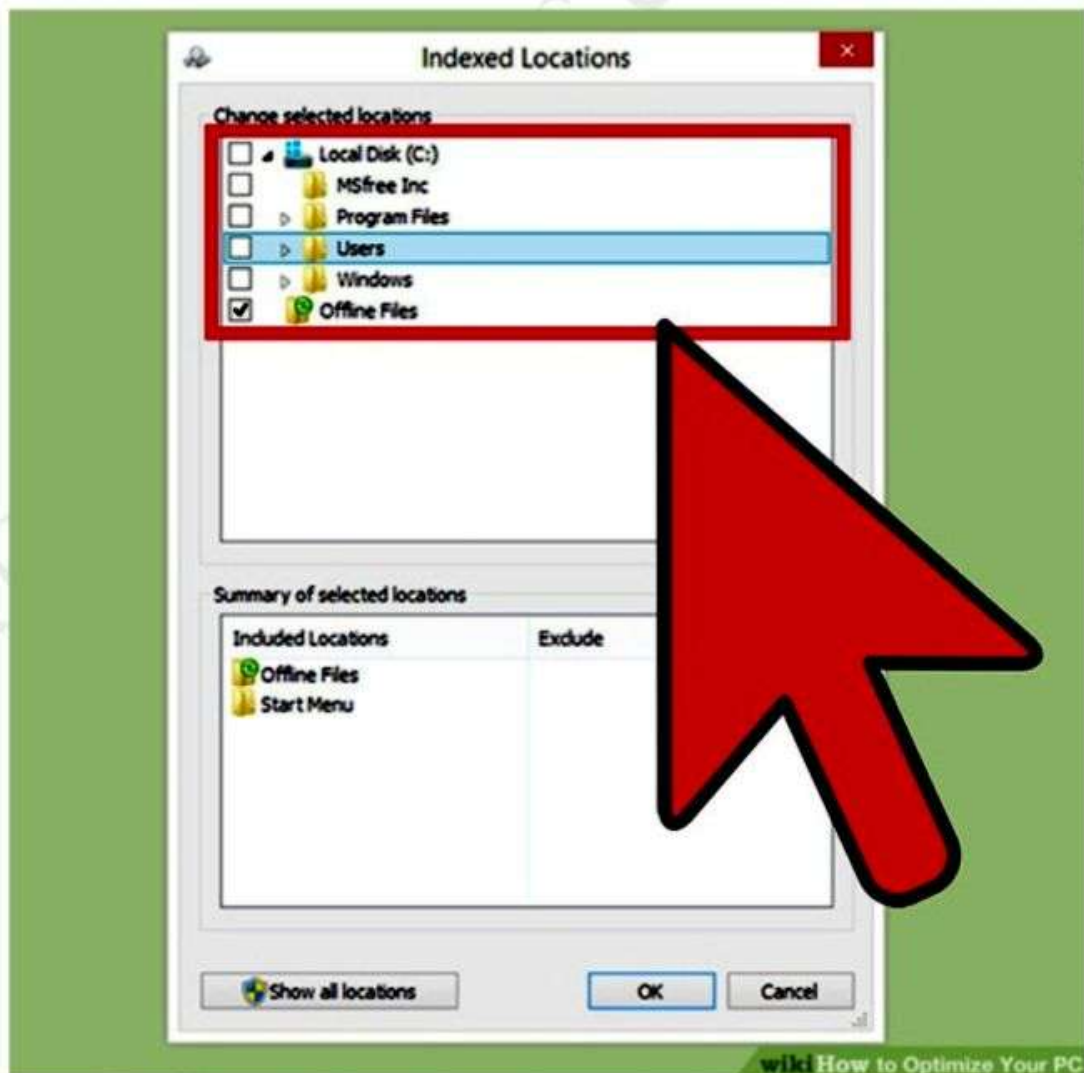 Indexed Locations
Change selected locations
Local Disk (C:)
MSfree Inc
Program Files
Users
Windows
Offline Files
Summary of selected locations
Included Locations Exclude
Offline Files
Start Menu
Show all locations OK Cancel
wikiHow to Optimize Your PC